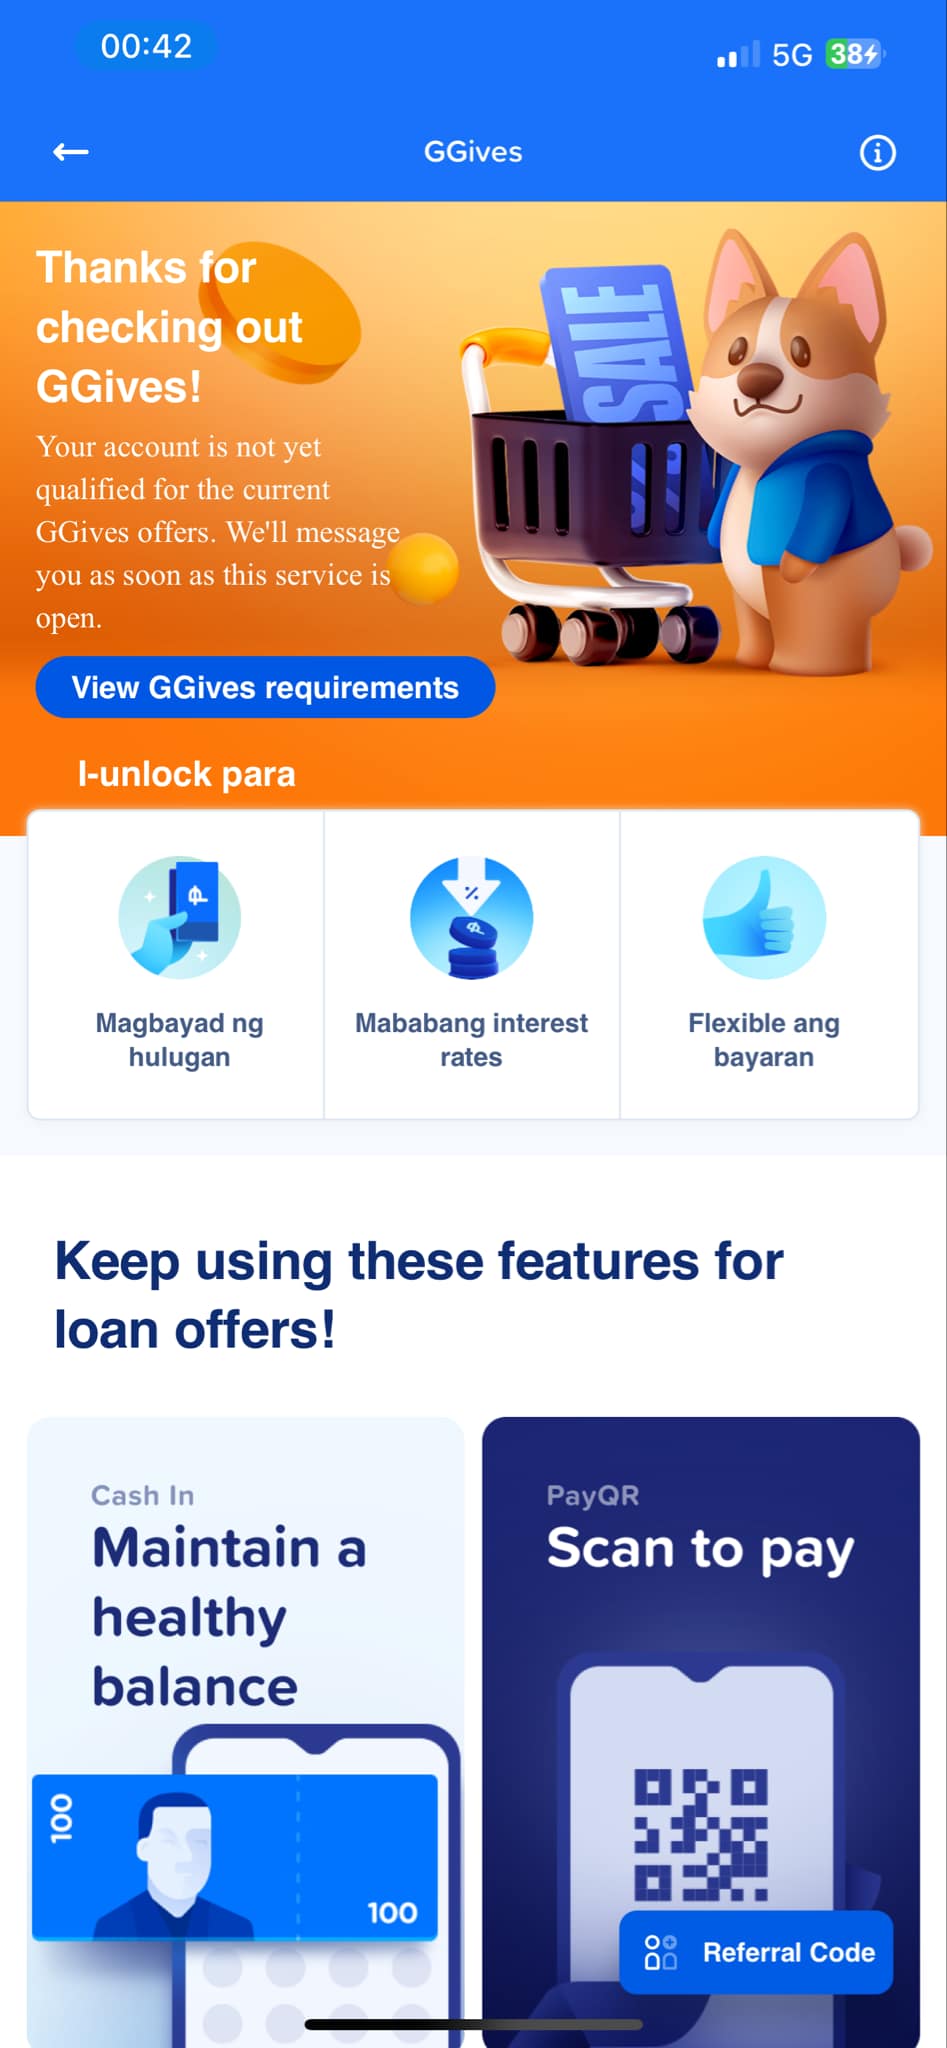 00:42
5G 38
GGives
Thanks for
checking out
GGives!
Your account is not yet
qualified for the current
GGives offers. We'll message
you as soon as this service is
open.
SALE
View GGives requirements
I-unlock para
%
Magbayad ng
hulugan
Mababang interest
rates
Flexible ang
bayaran
Keep using these features for
loan offers!
Cash In
Maintain a
healthy
balance
100
100
PayQR
Scan to pay
Referral Code